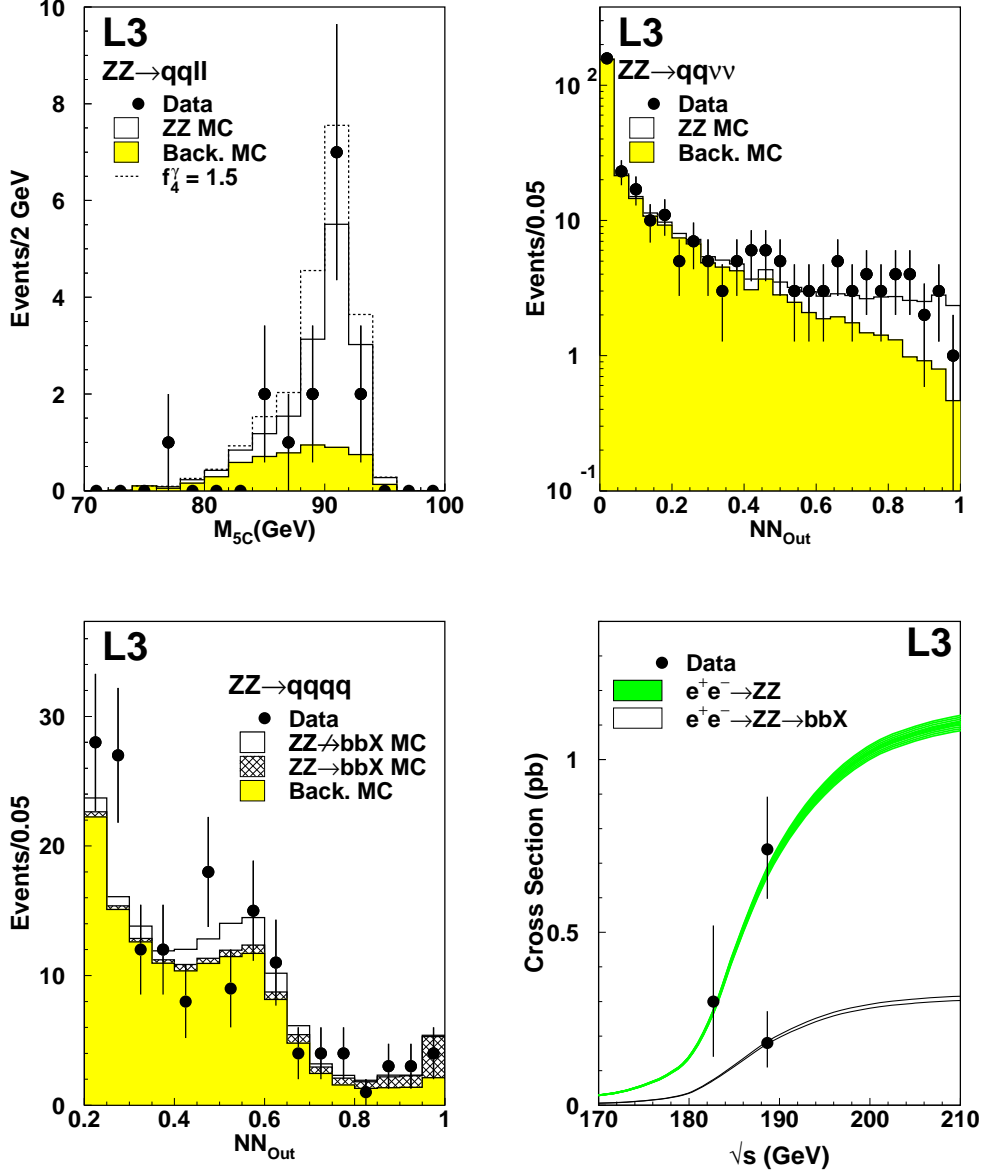 L3
ZZ→qqll
Data
ZZ MC
Back. MC
f₄^γ = 1.5
Events/2 GeV
0
2
4
6
8
10
70
80
90
100
M₅C(GeV)
L3
ZZ→qqνν
Data
ZZ MC
Back. MC
Events/0.05
10⁻¹
1
10
10²
0
0.2
0.4
0.6
0.8
1
NN_Out
L3
ZZ→qqqq
Data
ZZ↛bbX MC
ZZ→bbX MC
Back. MC
Events/0.05
0
10
20
30
0.2
0.4
0.6
0.8
1
NN_Out
L3
Data
e⁺e⁻→ZZ
e⁺e⁻→ZZ→bbX
Cross Section (pb)
0
0.5
1
170
180
190
200
210
√s (GeV)